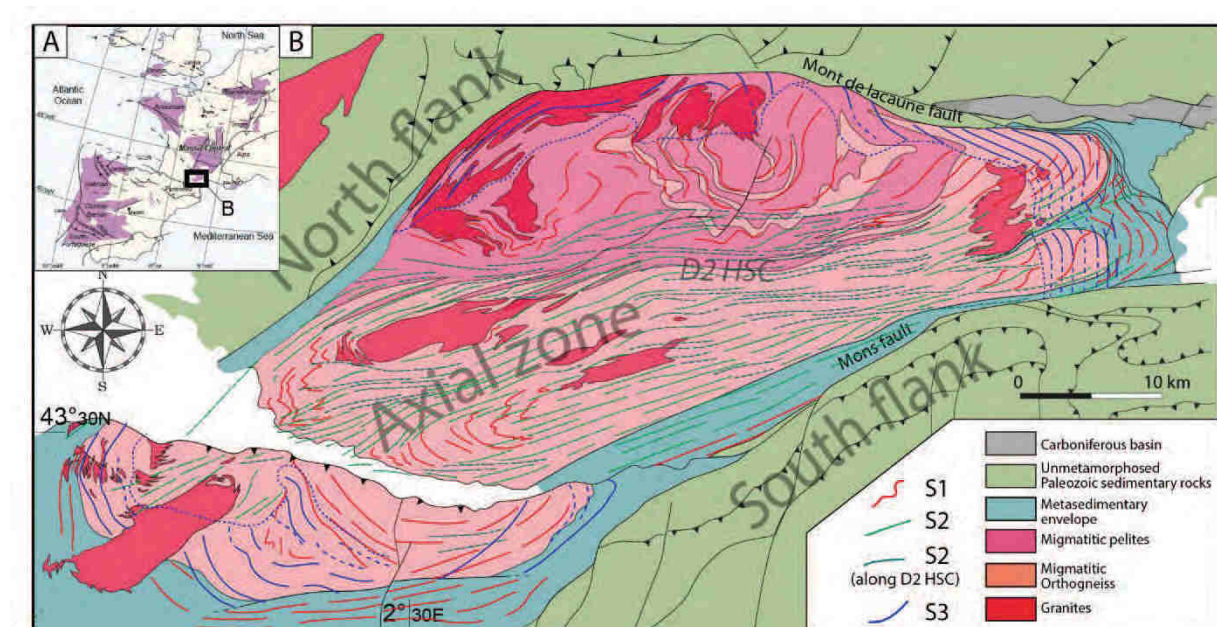 A
North Sea
Atlantic
Ocean
Massif Central
B
Mediterranean Sea
B
North flank
Mont de lacaune fault
D2 HSC
Axial zone
Mons fault
South flank
N
W
E
S
43° 30N
2° 30E
0
10 km
S1
S2
S2
(along D2 HSC)
S3
Carboniferous basin
Unmetamorphosed
Paleozoic sedimentary rocks
Metasedimentary
envelope
Migmatitic pelites
Migmatitic
Orthogneiss
Granites